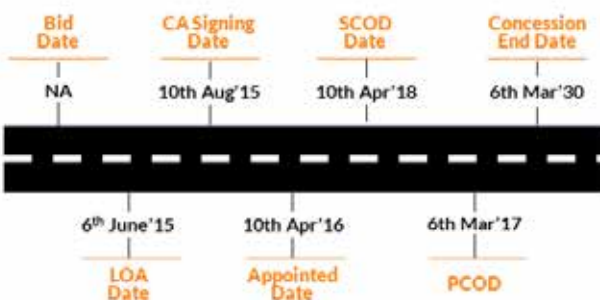 Bid
Date
CA Signing
Date
SCOD
Date
Concession
End Date
NA
10th Aug'15
10th Apr'18
6th Mar'30
6th June'15
10th Apr'16
6th Mar'17
LOA
Date
Appointed
Date
PCOD